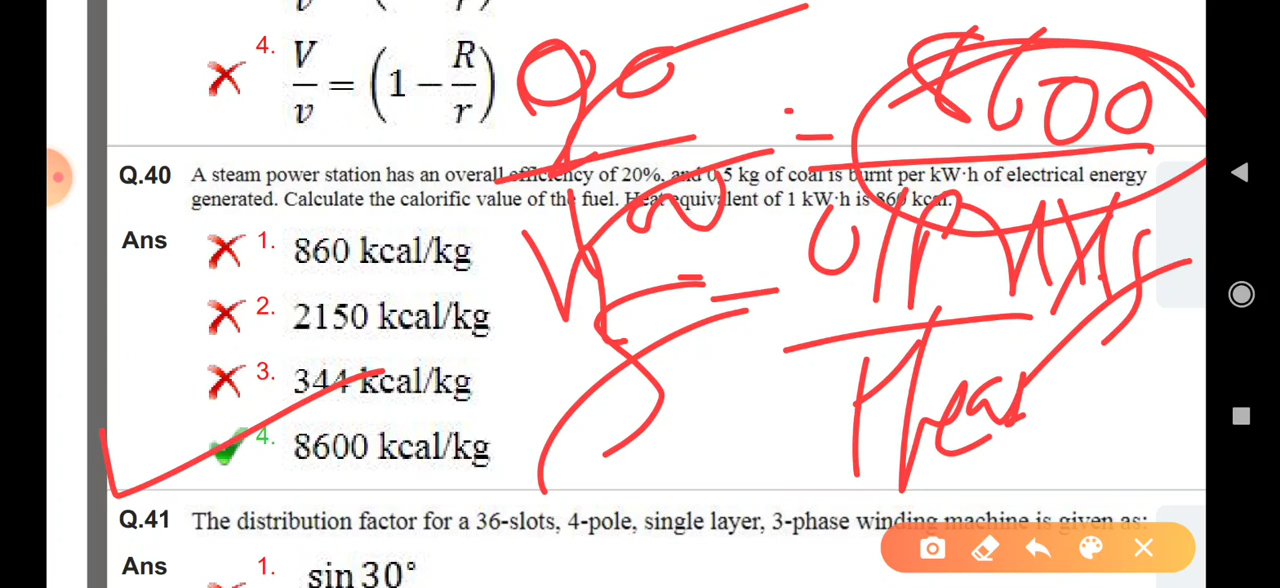 4. V/v = (1 − R/r)
90
= 8600
Q.40 A steam power station has an overall efficiency of 20%, and 0.5 kg of coal is burnt per kW·h of electrical energy
generated. Calculate the calorific value of the fuel. Heat equivalent of 1 kW·h is 860 kcal.
Ans 1. 860 kcal/kg
2. 2150 kcal/kg
3. 344 kcal/kg
4. 8600 kcal/kg
Q.41 The distribution factor for a 36-slots, 4-pole, single layer, 3-phase winding machine is given as:
Ans 1. sin 30°